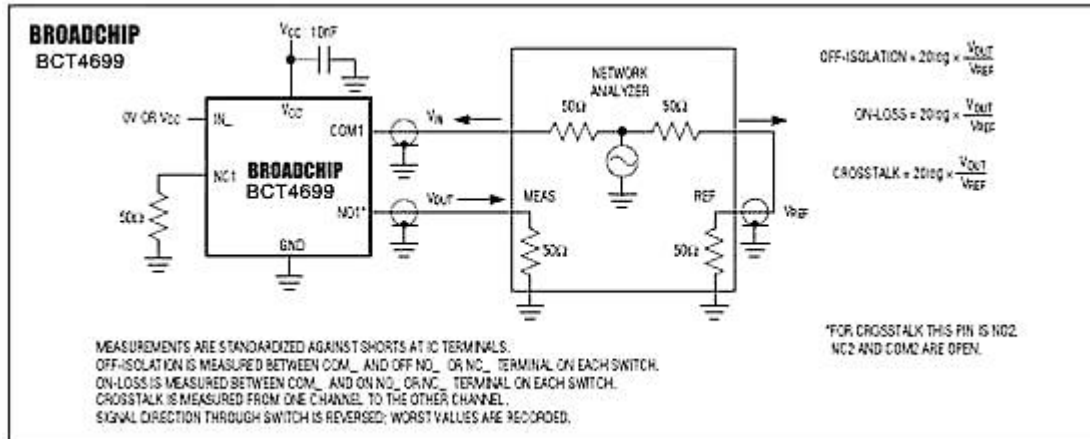 BROADCHIP
BCT4699
VCC 10nF
VCC
0V OR VCC
IN_
COM1
NC1
BROADCHIP
BCT4699
NO1*
GND
50Ω
VIN
VOUT
NETWORK
ANALYZER
50Ω 50Ω
MEAS REF
50Ω 50Ω
VREF
OFF-ISOLATION = 20log × VOUT/VREF
ON-LOSS = 20log × VOUT/VREF
CROSSTALK = 20log × VOUT/VREF
MEASUREMENTS ARE STANDARDIZED AGAINST SHORTS AT IC TERMINALS.
OFF-ISOLATION IS MEASURED BETWEEN COM_ AND OFF NO_ OR NC_ TERMINAL ON EACH SWITCH.
ON-LOSS IS MEASURED BETWEEN COM_ AND ON NO_ OR NC_ TERMINAL ON EACH SWITCH.
CROSSTALK IS MEASURED FROM ONE CHANNEL TO THE OTHER CHANNEL.
SIGNAL DIRECTION THROUGH SWITCH IS REVERSED; WORST VALUES ARE RECORDED.
*FOR CROSSTALK THIS PIN IS NO2.
NC2 AND COM2 ARE OPEN.